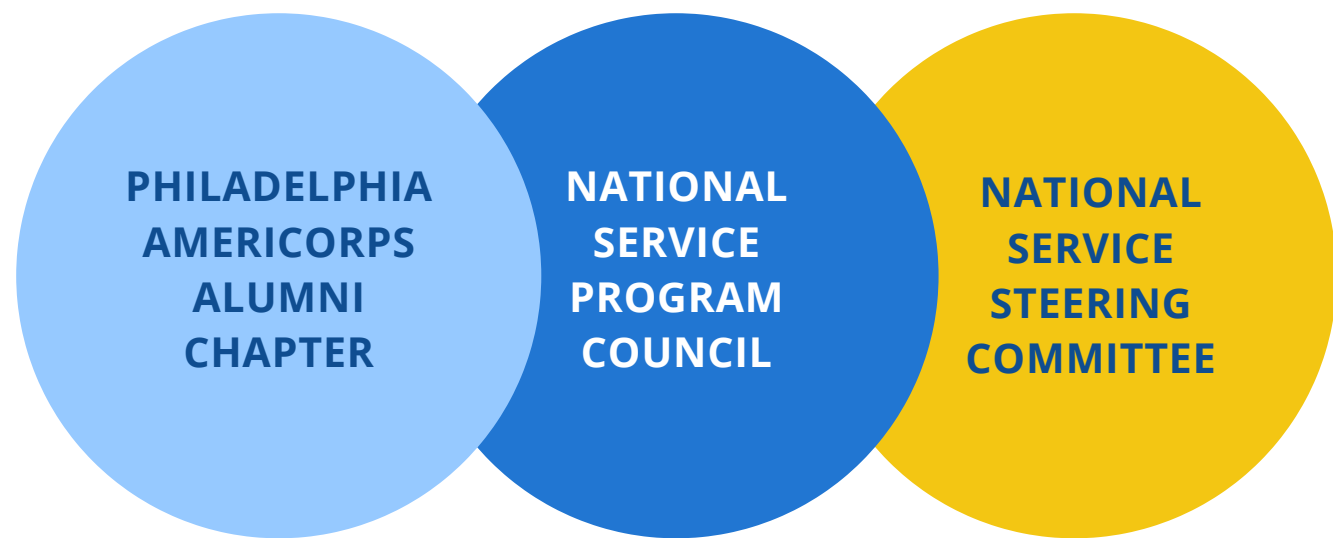 PHILADELPHIA
AMERICORPS
ALUMNI
CHAPTER
NATIONAL
SERVICE
PROGRAM
COUNCIL
NATIONAL
SERVICE
STEERING
COMMITTEE